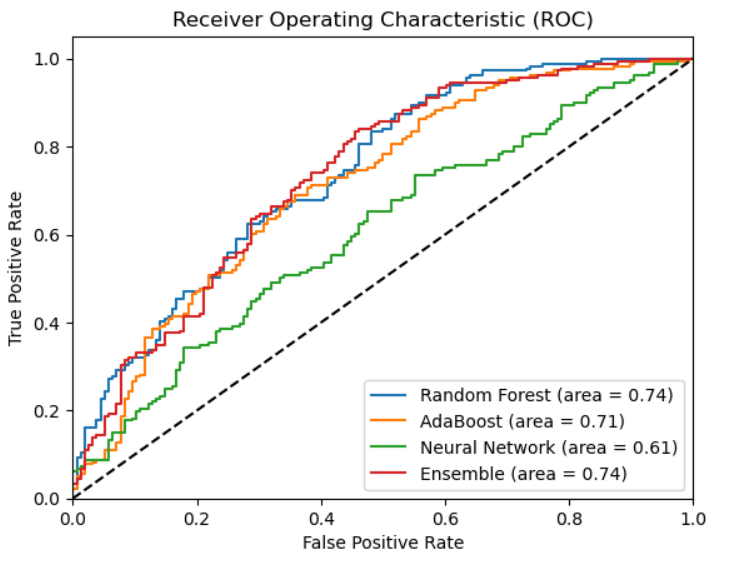 Receiver Operating Characteristic (ROC)
True Positive Rate
1.0
0.8
0.6
0.4
0.2
0.0
Random Forest (area = 0.74)
AdaBoost (area = 0.71)
Neural Network (area = 0.61)
Ensemble (area = 0.74)
0.0 0.2 0.4 0.6 0.8 1.0
False Positive Rate